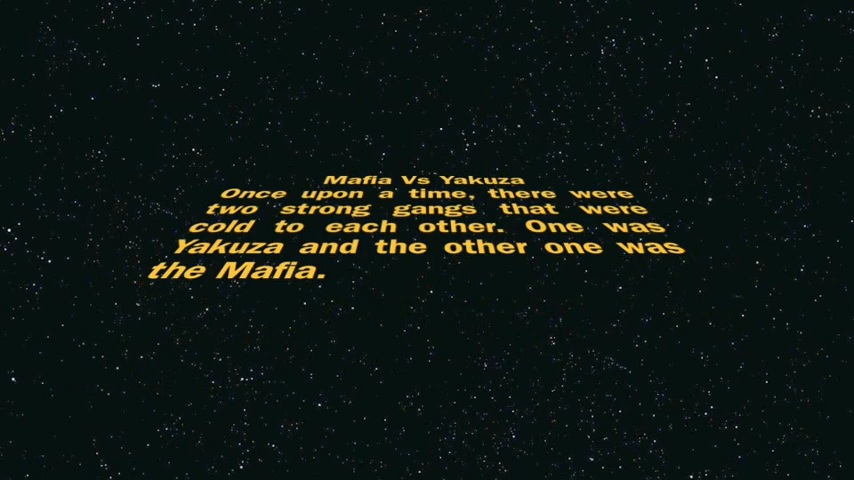 Mafia Vs Yakuza
Once upon a time, there were
two strong gangs that were
cold to each other. One was
Yakuza and the other one was
the Mafia.